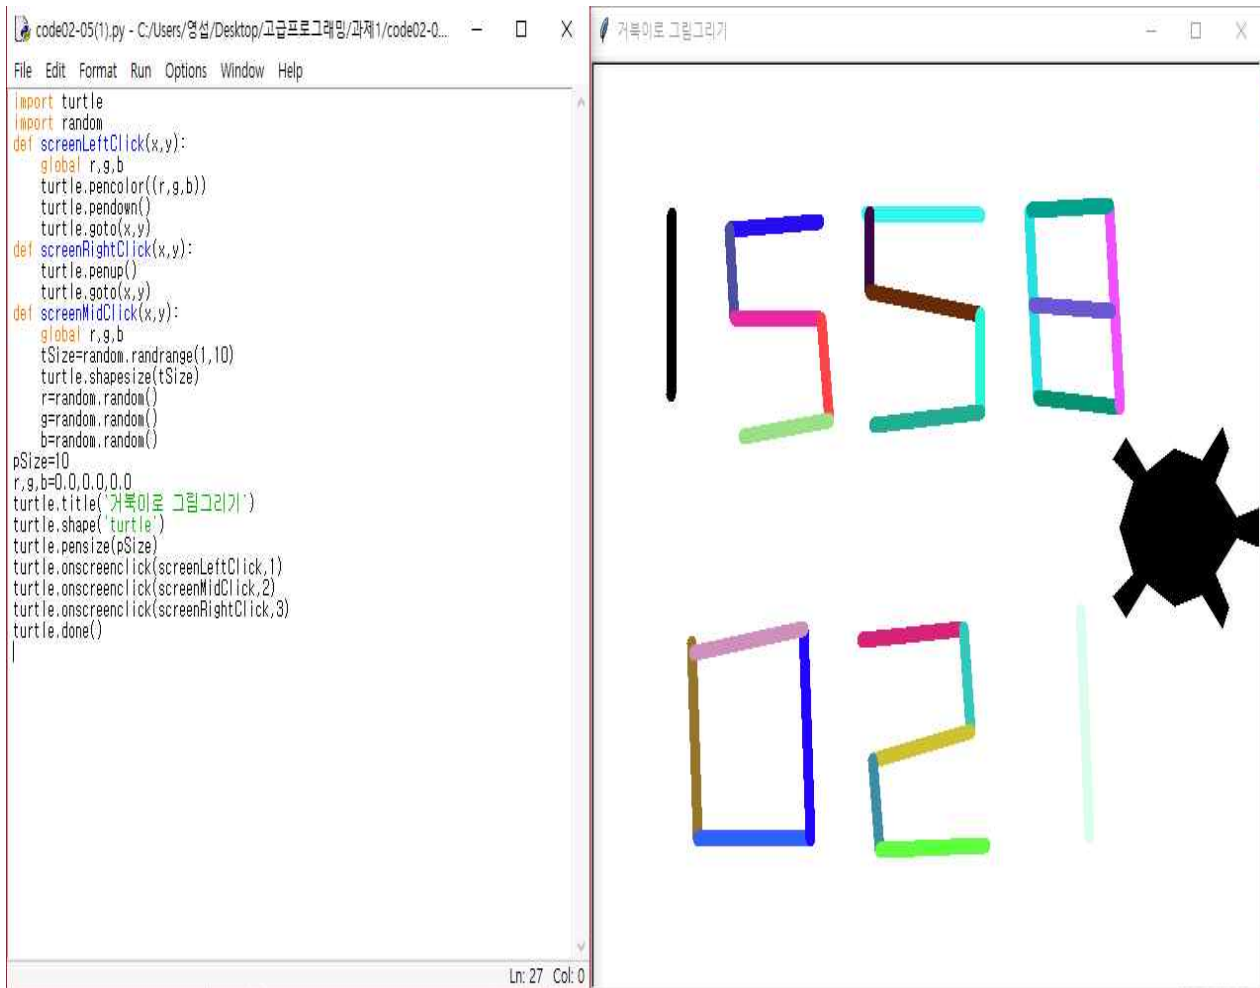 code02-05(1).py - C:/Users/영섭/Desktop/고급프로그래밍/과제1/code02-0...
File Edit Format Run Options Window Help
import turtle
import random
def screenLeftClick(x,y):
    global r,g,b
    turtle.pencolor((r,g,b))
    turtle.pendown()
    turtle.goto(x,y)
def screenRightClick(x,y):
    turtle.penup()
    turtle.goto(x,y)
def screenMidClick(x,y):
    global r,g,b
    tSize=random.randrange(1,10)
    turtle.shapesize(tSize)
    r=random.random()
    g=random.random()
    b=random.random()
pSize=10
r,g,b=0.0,0.0,0.0
turtle.title('거북이로 그림그리기')
turtle.shape('turtle')
turtle.pensize(pSize)
turtle.onscreenclick(screenLeftClick,1)
turtle.onscreenclick(screenMidClick,2)
turtle.onscreenclick(screenRightClick,3)
turtle.done()
Ln: 27 Col: 0
거북이로 그림그리기
1558
021